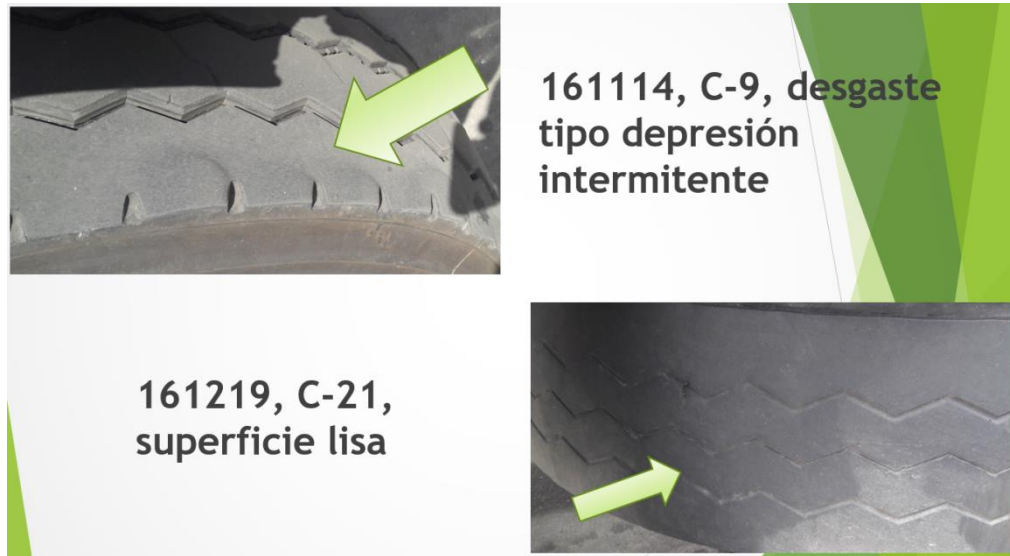 161114, C-9, desgaste
tipo depresión
intermitente
161219, C-21,
superficie lisa